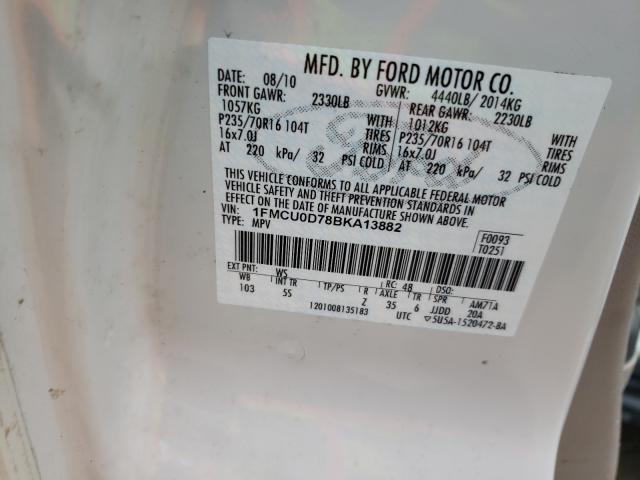 MFD. BY FORD MOTOR CO.
DATE: 08/10 GVWR: 4440LB/ 2014KG
FRONT GAWR: 2330LB REAR GAWR: 2230LB
1057KG WITH 1012KG WITH
P235/70R16 104T TIRES P235/70R16 104T TIRES
16x7.0J RIMS 16x7.0J RIMS
AT 220 kPa/ 32 PSI COLD AT 220 kPa/ 32 PSI COLD
THIS VEHICLE CONFORMS TO ALL APPLICABLE FEDERAL MOTOR
VEHICLE SAFETY AND THEFT PREVENTION STANDARDS IN
EFFECT ON THE DATE OF MANUFACTURE SHOWN ABOVE.
VIN: 1FMCU0D78BKA13882
TYPE: MPV
F0093
T0251
EXT PNT: WS RC: 48 DSO:
WB INT TR TP/PS R AXLE TR SPR AM7TA
103 5S Z 35 6 JJDD 20A
1201008135183 UTC ▽5U5A-1520472-BA
Ford